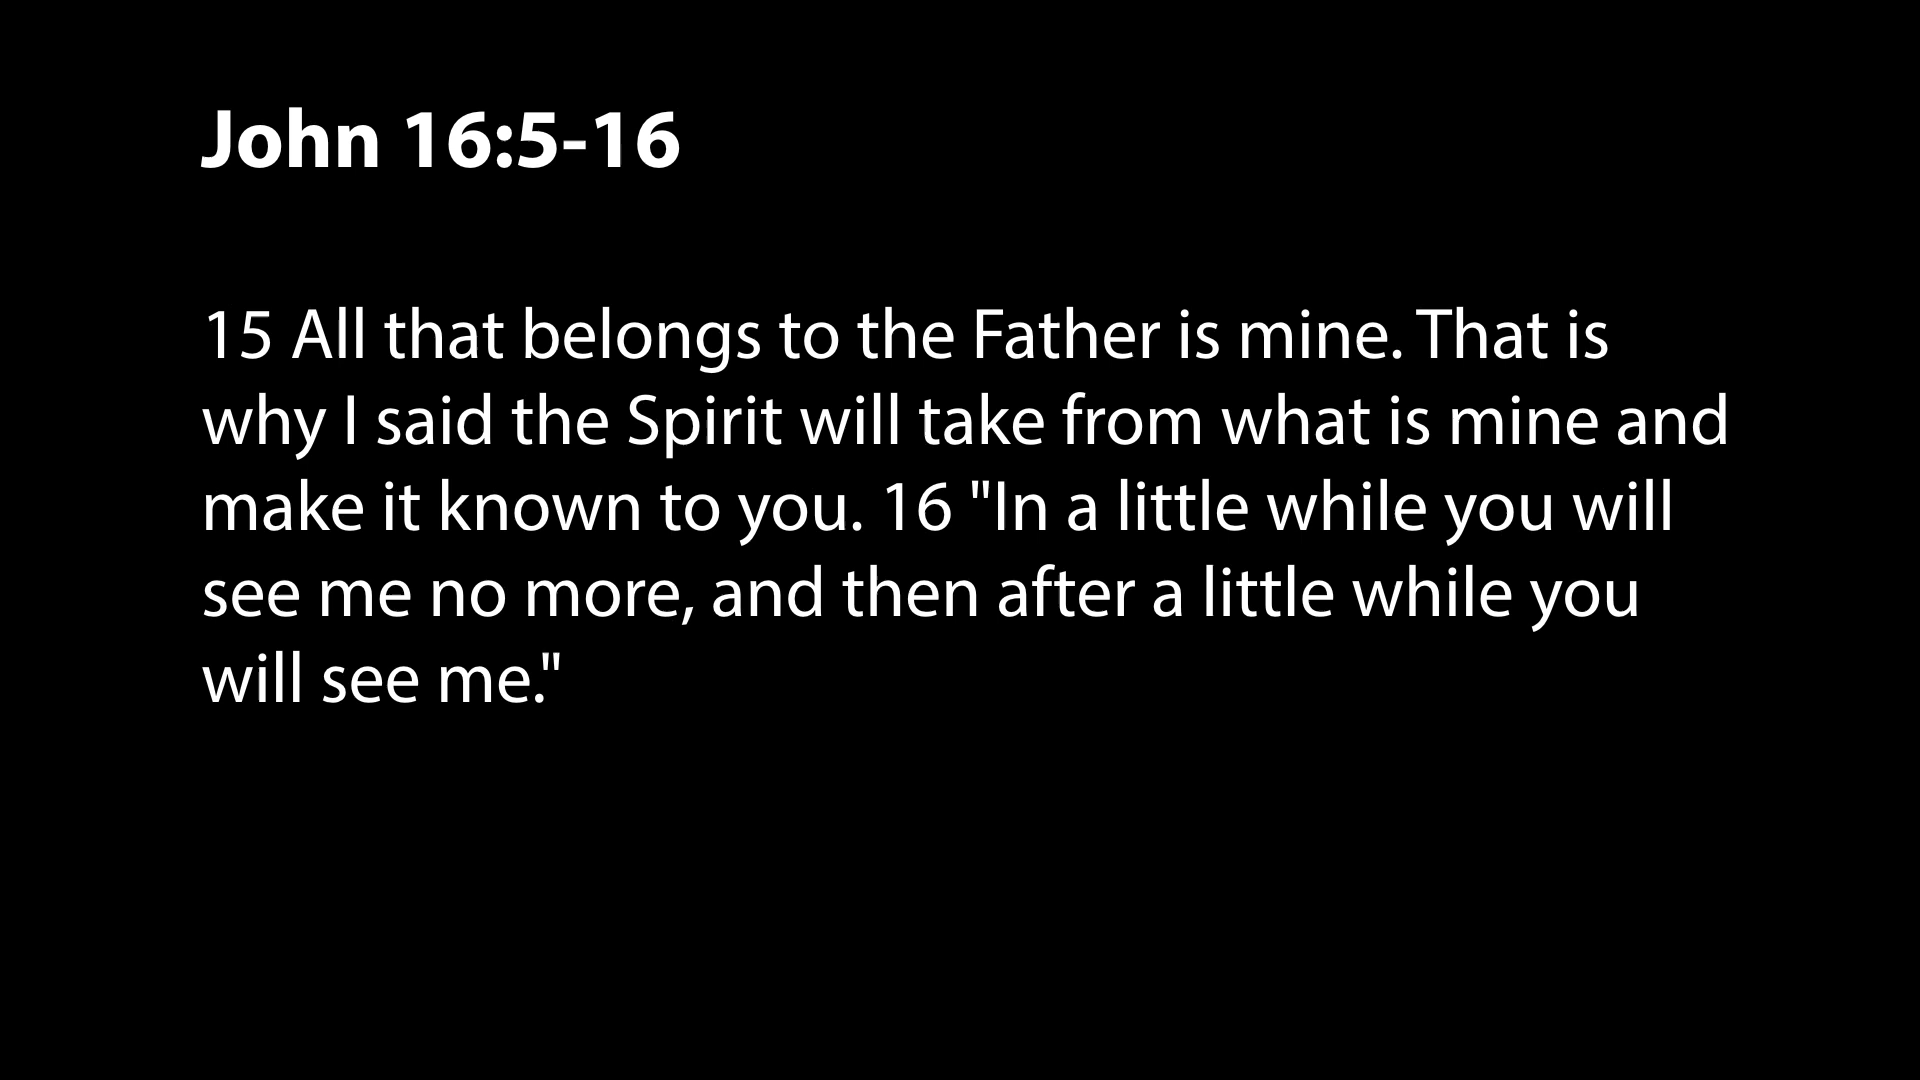 John 16:5-16
15 All that belongs to the Father is mine. That is
why I said the Spirit will take from what is mine and
make it known to you. 16 "In a little while you will
see me no more, and then after a little while you
will see me."